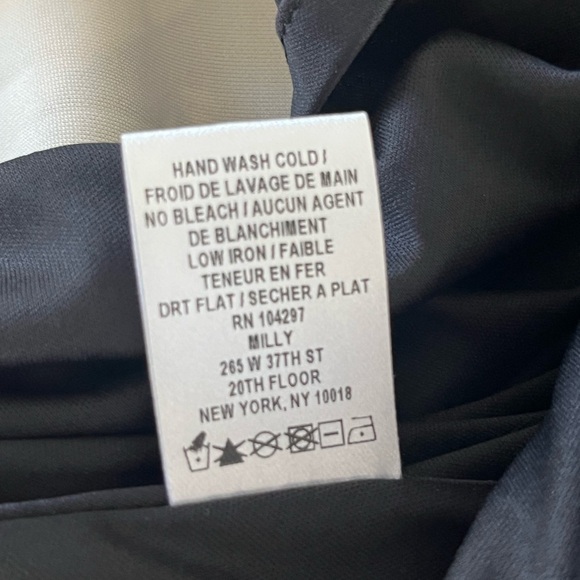 HAND WASH COLD /
FROID DE LAVAGE DE MAIN
NO BLEACH / AUCUN AGENT
DE BLANCHIMENT
LOW IRON / FAIBLE
TENEUR EN FER
DRT FLAT / SECHER A PLAT
RN 104297
MILLY
265 W 37TH ST
20TH FLOOR
NEW YORK, NY 10018